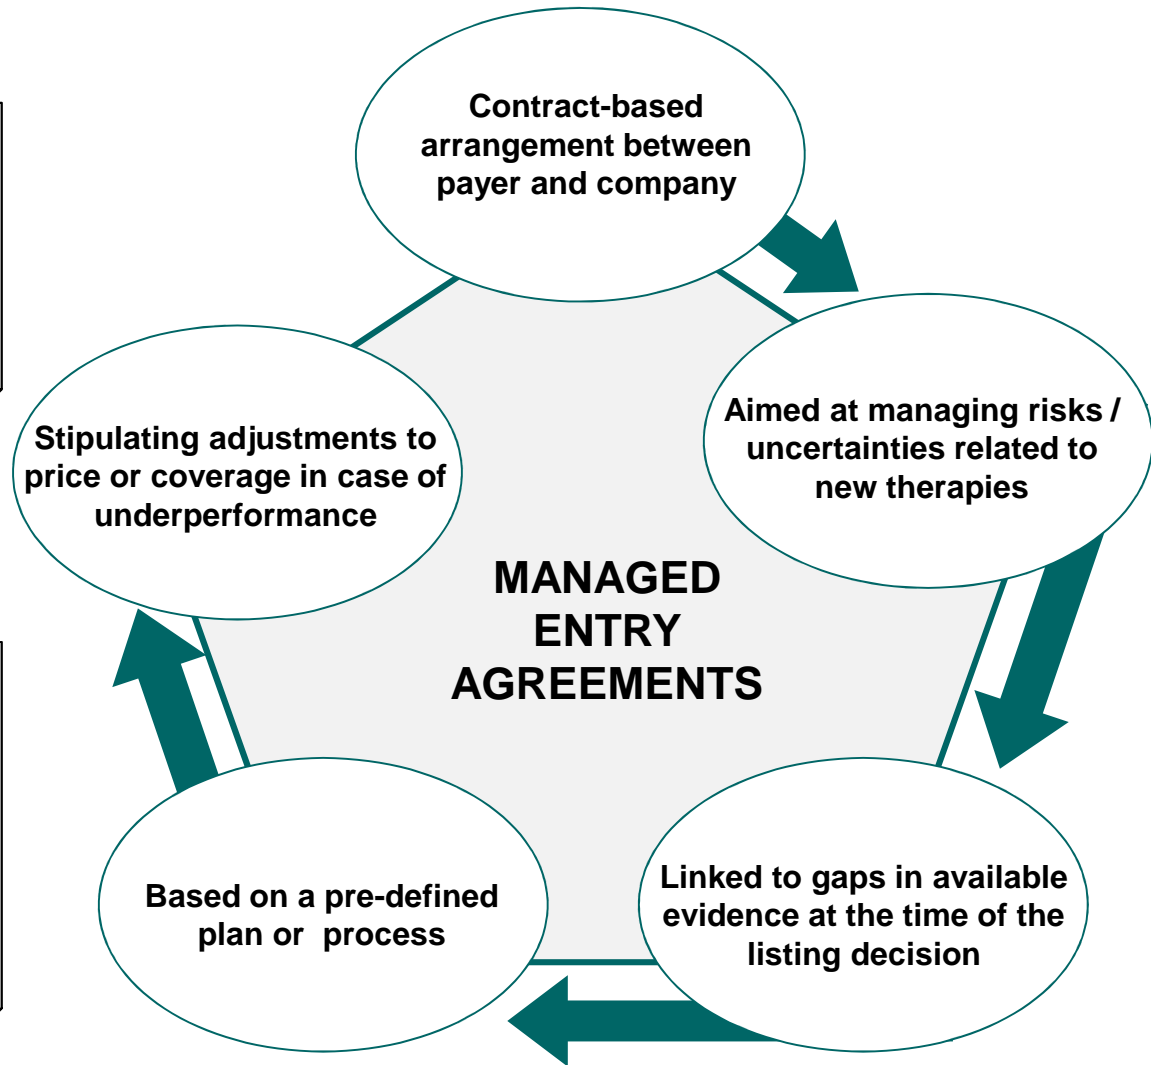 Contract-based
arrangement between
payer and company
Aimed at managing risks /
uncertainties related to
new therapies
Stipulating adjustments to
price or coverage in case of
underperformance
MANAGED
ENTRY
AGREEMENTS
Linked to gaps in available
evidence at the time of the
listing decision
Based on a pre-defined
plan or process